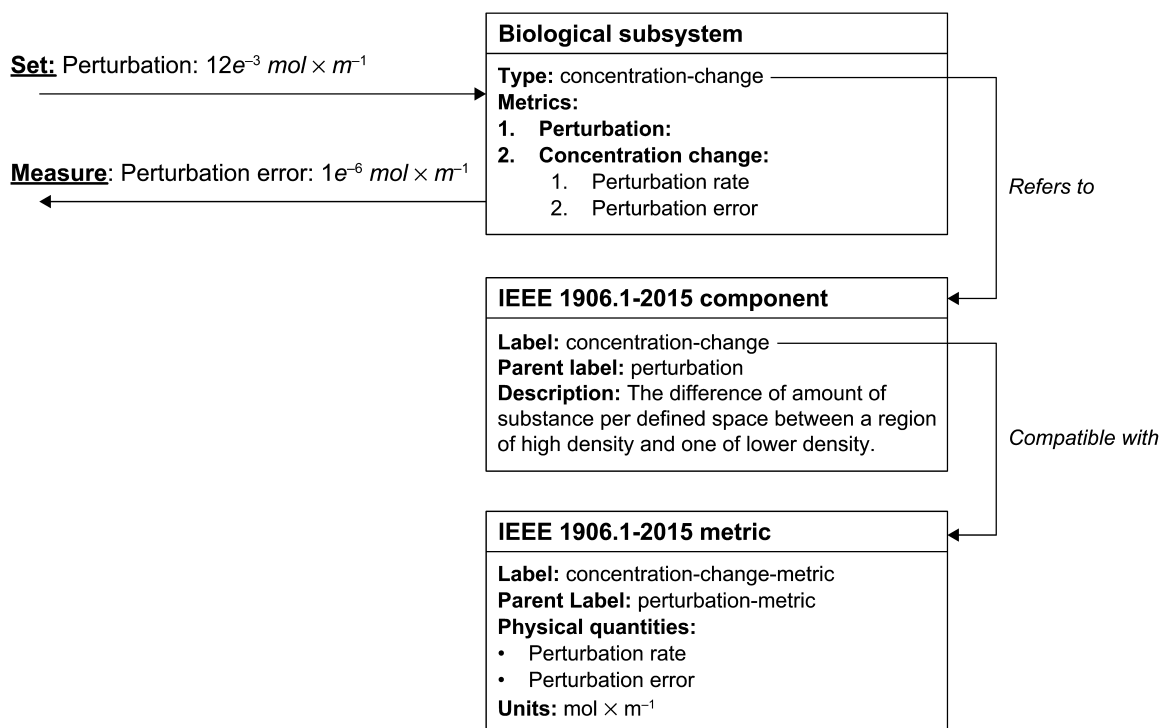 Set: Perturbation: 12e⁻³ mol × m⁻¹
Measure: Perturbation error: 1e⁻⁶ mol × m⁻¹
Biological subsystem
Type: concentration-change
Metrics:
1. Perturbation:
2. Concentration change:
1. Perturbation rate
2. Perturbation error
Refers to
IEEE 1906.1-2015 component
Label: concentration-change
Parent label: perturbation
Description: The difference of amount of
substance per defined space between a region
of high density and one of lower density.
Compatible with
IEEE 1906.1-2015 metric
Label: concentration-change-metric
Parent Label: perturbation-metric
Physical quantities:
• Perturbation rate
• Perturbation error
Units: mol × m⁻¹